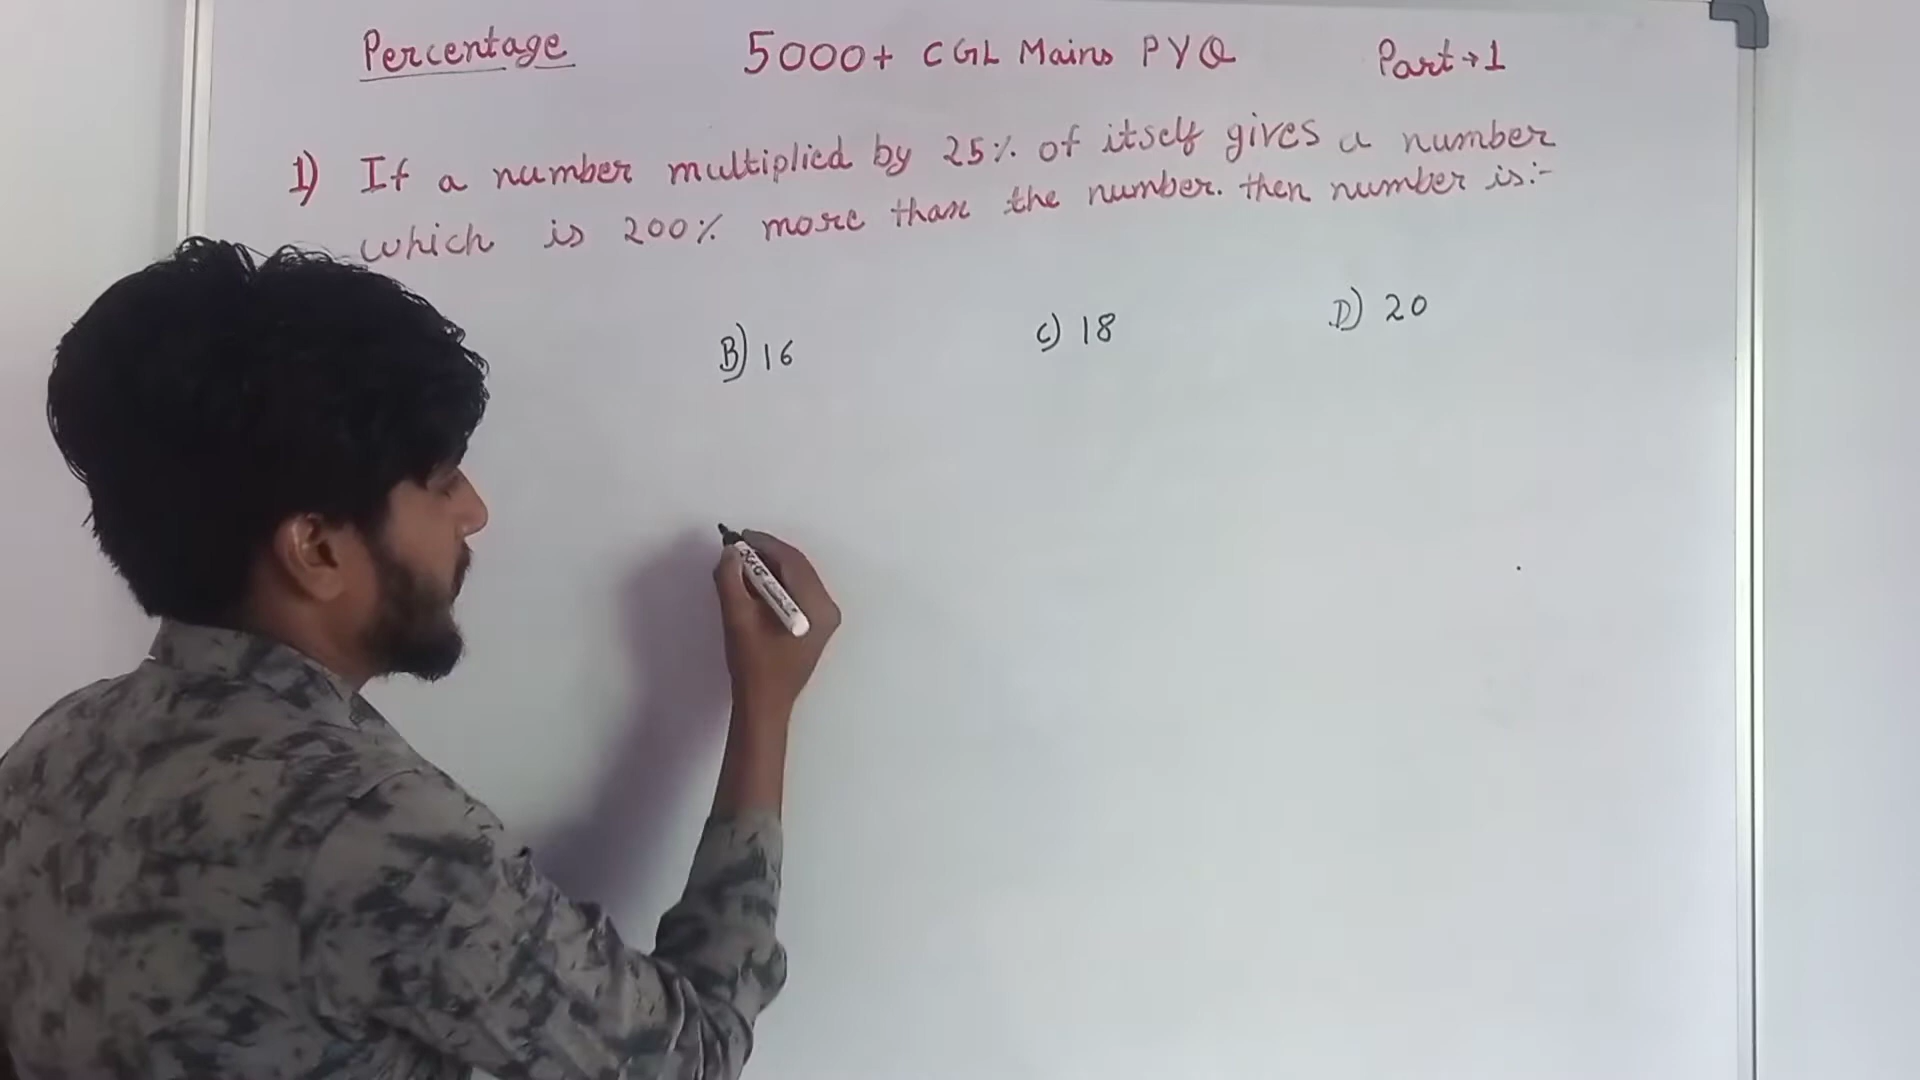 Percentage 5000+ CGL Mains PYQ Part→1
1) If a number multiplied by 25% of itself gives a number
which is 200% more than the number. then number is:-
B) 16 C) 18 D) 20